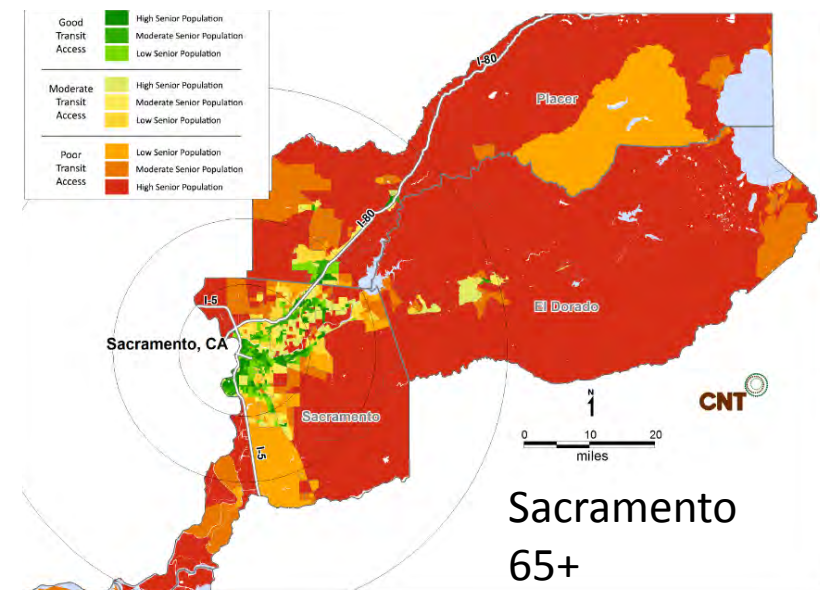 Good
Transit
Access
High Senior Population
Moderate Senior Population
Low Senior Population
Moderate
Transit
Access
High Senior Population
Moderate Senior Population
Low Senior Population
Poor
Transit
Access
Low Senior Population
Moderate Senior Population
High Senior Population
I-80
Placer
I-80
I-5
El Dorado
Sacramento, CA
Sacramento
I-5
N
CNT
0 10 20
miles
Sacramento
65+